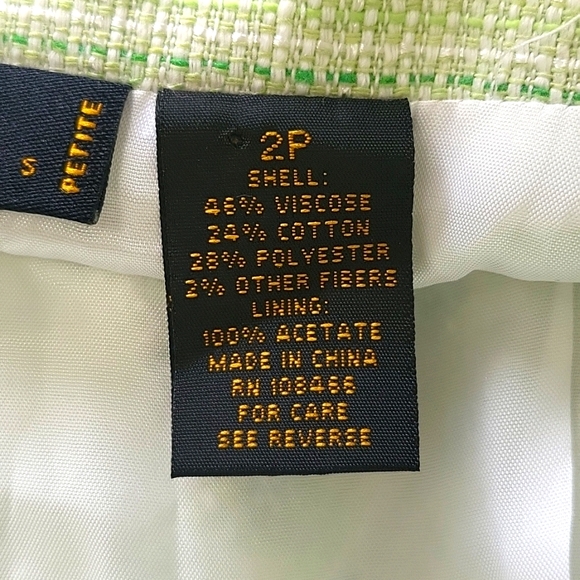 S
PETITE
2P
SHELL:
46% VISCOSE
24% COTTON
28% POLYESTER
2% OTHER FIBERS
LINING:
100% ACETATE
MADE IN CHINA
RN 108466
FOR CARE
SEE REVERSE